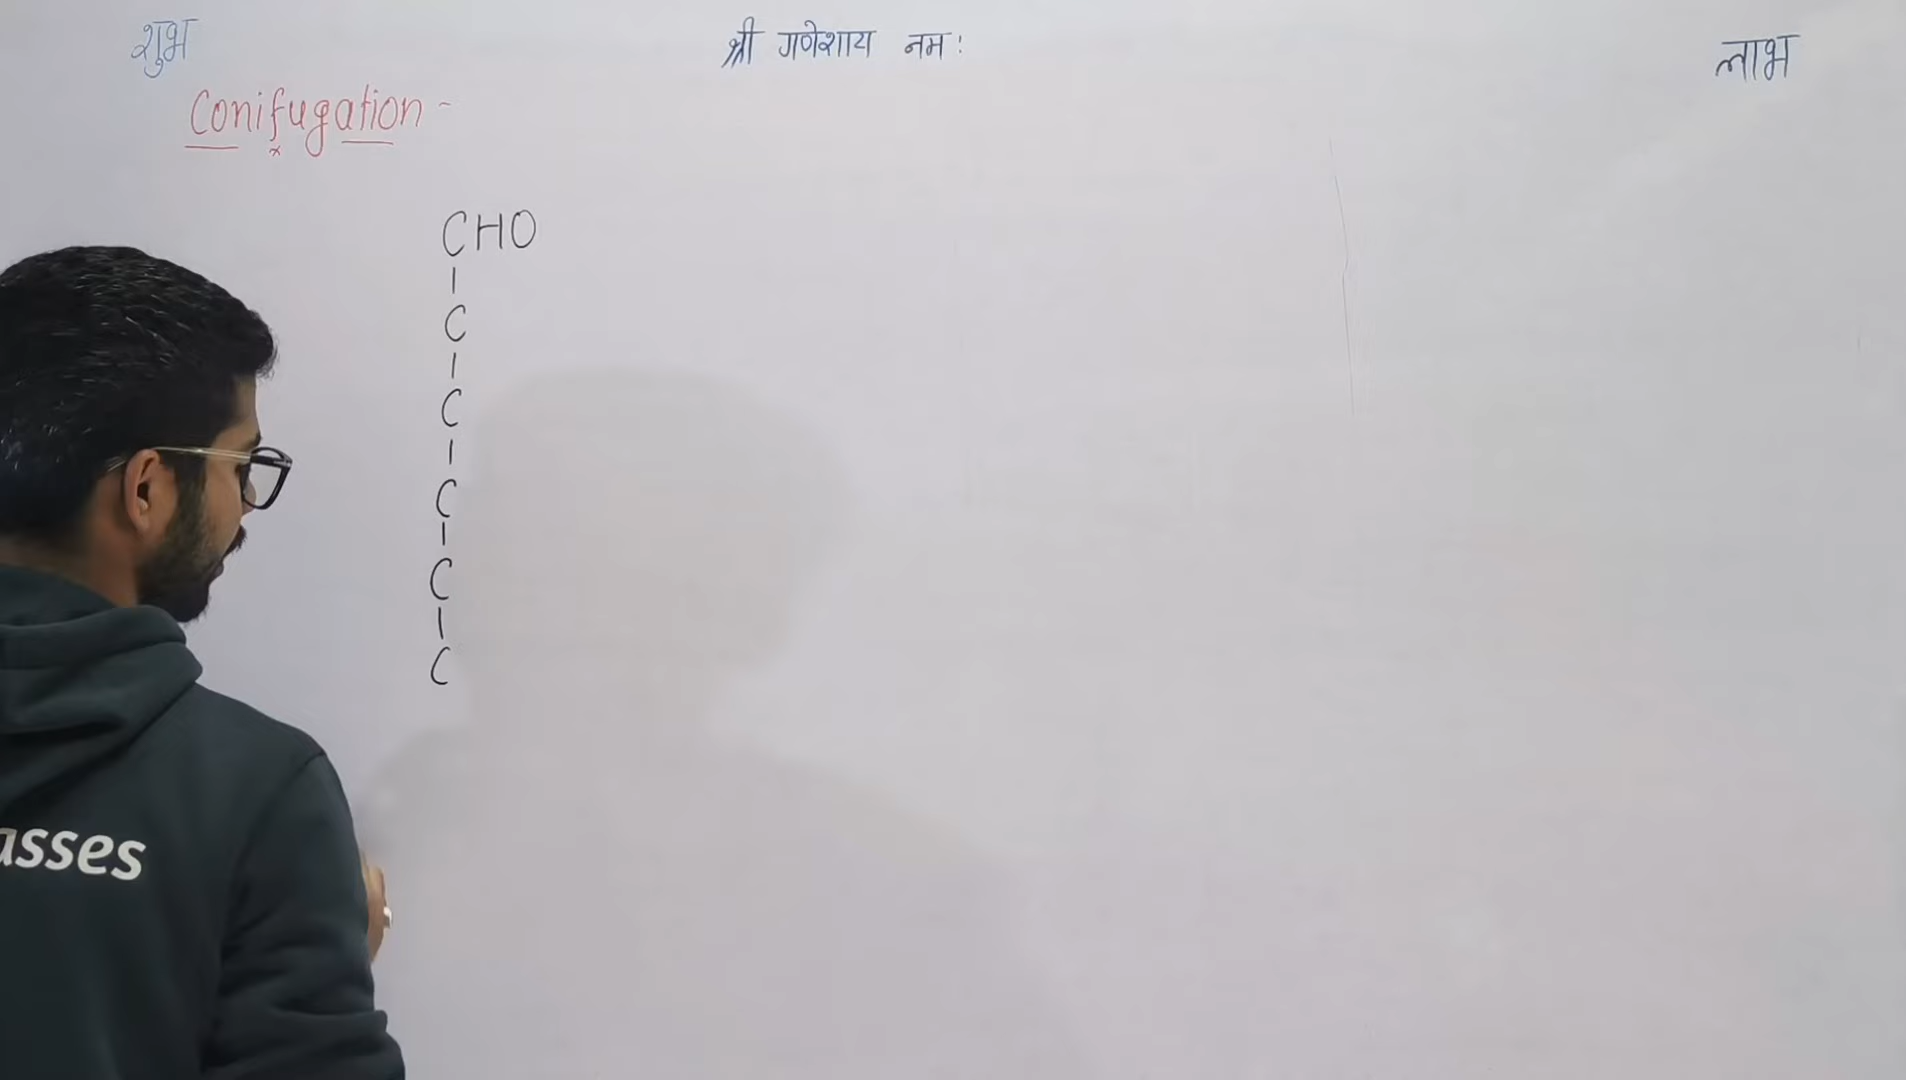 शुभ श्री गणेशाय नमः लाभ
Conifugation -
x
CHO
|
C
|
C
|
C
|
C
|
C
asses